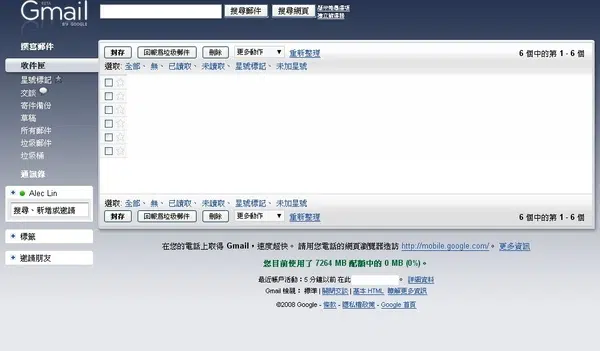 BETA
Gmail
BY GOOGLE
搜尋郵件 搜尋網頁 顯示搜尋選項
建立篩選器
撰寫郵件
收件匣
星號標記
交談
寄件備份
草稿
所有郵件
垃圾郵件
垃圾桶
通訊錄
Alec Lin
搜尋、新增或邀請
標籤
邀請朋友
封存 回報為垃圾郵件 刪除 更多動作 重新整理 6 個中的第 1 - 6 個
選取: 全部、 無、 已讀取、 未讀取、 星號標記、 未加星號
選取: 全部、 無、 已讀取、 未讀取、 星號標記、 未加星號
封存 回報為垃圾郵件 刪除 更多動作 重新整理 6 個中的第 1 - 6 個
在您的電話上取得 Gmail，速度超快。 請用您電話的網頁瀏覽器造訪 http://mobile.google.com/。 更多資訊
您目前使用了 7264 MB 配額中的 0 MB (0%)。
最近帳戶活動：5 分鐘以前 在此 。 詳細資料
Gmail 檢視： 標準 | 關閉交談 | 基本 HTML 瞭解更多資訊
©2008 Google - 條款 - 隱私權政策 - Google 首頁